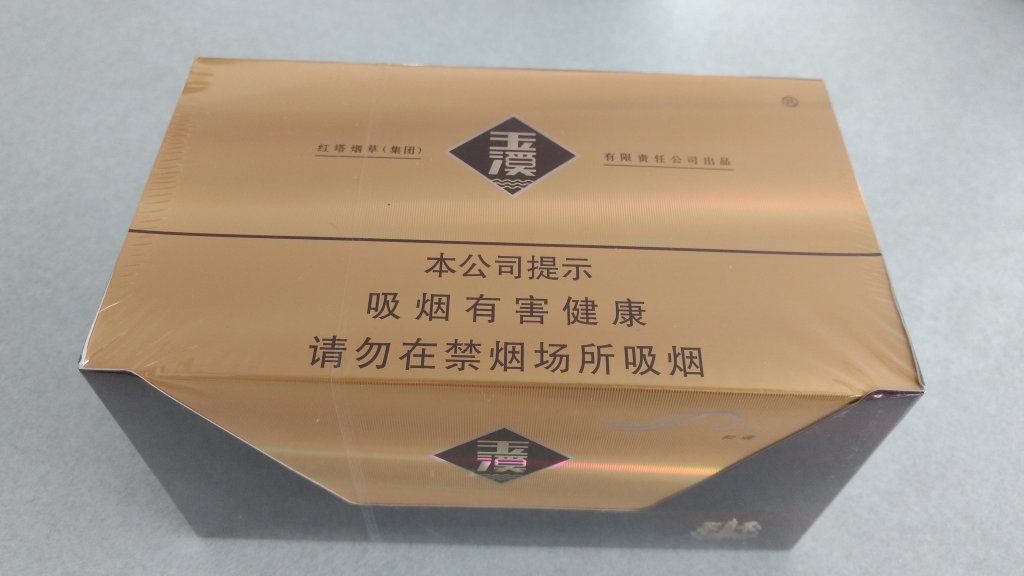 ®
红塔烟草(集团)
玉溪
有限责任公司出品
本公司提示
吸烟有害健康
请勿在禁烟场所吸烟
玉溪